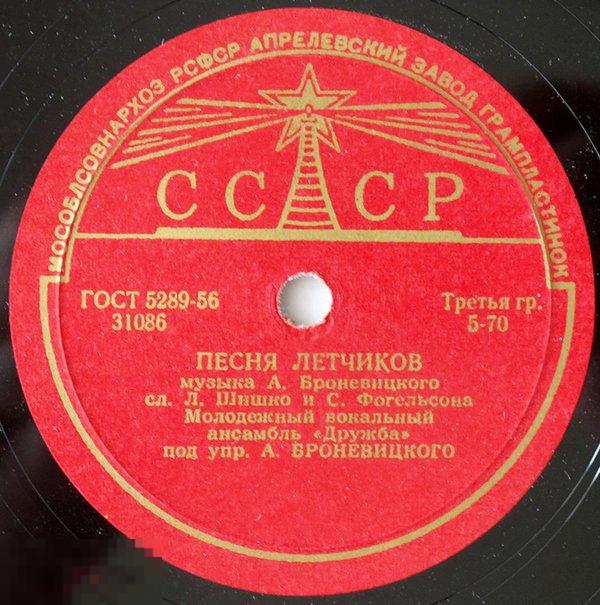 МОСОБЛСОВНАРХОЗ РСФСР АПРЕЛЕВСКИЙ ЗАВОД ГРАМПЛАСТИНОК
СССР
ГОСТ 5289-56
31086
Третья гр.
5-70
ПЕСНЯ ЛЕТЧИКОВ
музыка А. Броневицкого
сл. Л. Шишко и С. Фогельсона
Молодежный вокальный
ансамбль «Дружба»
под упр. А. БРОНЕВИЦКОГО